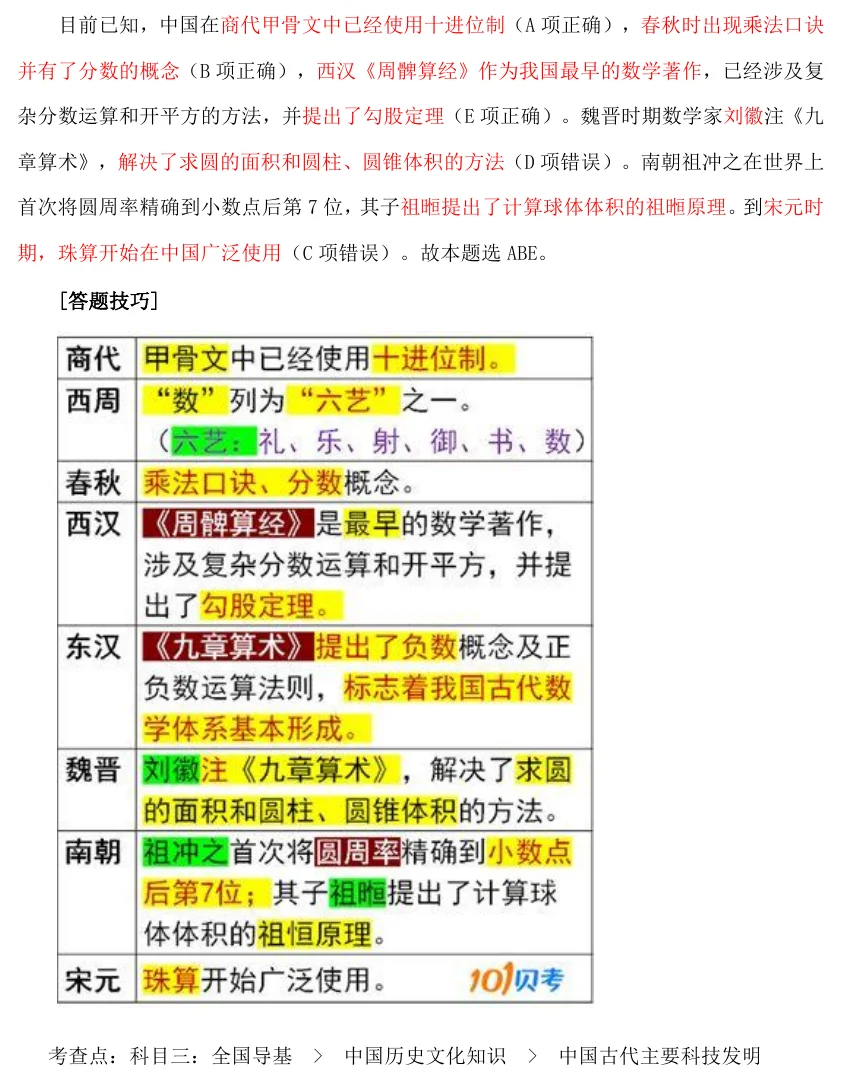 目前已知，中国在商代甲骨文中已经使用十进位制（A 项正确），春秋时出现乘法口诀
并有了分数的概念（B 项正确），西汉《周髀算经》作为我国最早的数学著作，已经涉及复
杂分数运算和开平方的方法，并提出了勾股定理（E 项正确）。魏晋时期数学家刘徽注《九
章算术》，解决了求圆的面积和圆柱、圆锥体积的方法（D 项错误）。南朝祖冲之在世界上
首次将圆周率精确到小数点后第 7 位，其子祖暅提出了计算球体体积的祖暅原理。到宋元时
期，珠算开始在中国广泛使用（C 项错误）。故本题选 ABE。
[答题技巧]
商代 甲骨文中已经使用十进位制。
西周 “数”列为“六艺”之一。
（六艺：礼、乐、射、御、书、数）
春秋 乘法口诀、分数概念。
西汉 《周髀算经》是最早的数学著作，
涉及复杂分数运算和开平方，并提
出了勾股定理。
东汉 《九章算术》提出了负数概念及正
负数运算法则，标志着我国古代数
学体系基本形成。
魏晋 刘徽注《九章算术》，解决了求圆
的面积和圆柱、圆锥体积的方法。
南朝 祖冲之首次将圆周率精确到小数点
后第7位；其子祖暅提出了计算球
体体积的祖恒原理。
宋元 珠算开始广泛使用。 101贝考
考查点：科目三：全国导基 > 中国历史文化知识 > 中国古代主要科技发明